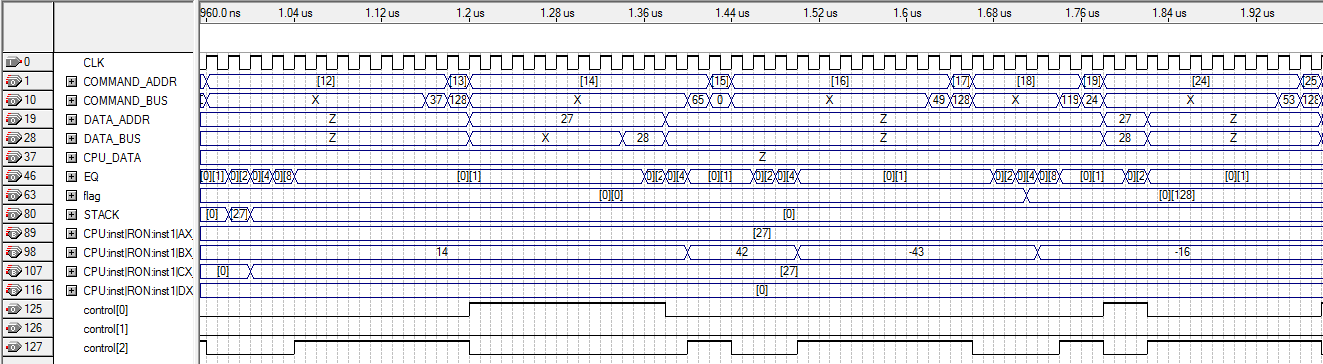 960.0 ns 1.04 us 1.12 us 1.2 us 1.28 us 1.36 us 1.44 us 1.52 us 1.6 us 1.68 us 1.76 us 1.84 us 1.92 us
0 CLK
1 COMMAND_ADDR [12] [13] [14] [15] [16] [17] [18] [19] [24] [25]
10 COMMAND_BUS X 37 128 X 65 0 X 49 128 X 119 24 X 53 128
19 DATA_ADDR Z 27 Z 27 Z
28 DATA_BUS Z X 28 Z 28 Z
37 CPU_DATA Z
46 EQ [0][1] [0][2 [0][4 [0][8 [0][1] [0][2 [0][4 [0][1] [0][2 [0][4 [0][1] [0][2 [0][4 [0][8 [0][1] [0][2 [0][1]
63 flag [0][0] [0][128]
80 STACK [0] [27] [0]
89 CPU:inst|RON:inst1|AX [27]
98 CPU:inst|RON:inst1|BX 14 42 -43 -16
107 CPU:inst|RON:inst1|CX [0] [27]
116 CPU:inst|RON:inst1|DX [0]
125 control[0]
126 control[1]
127 control[2]